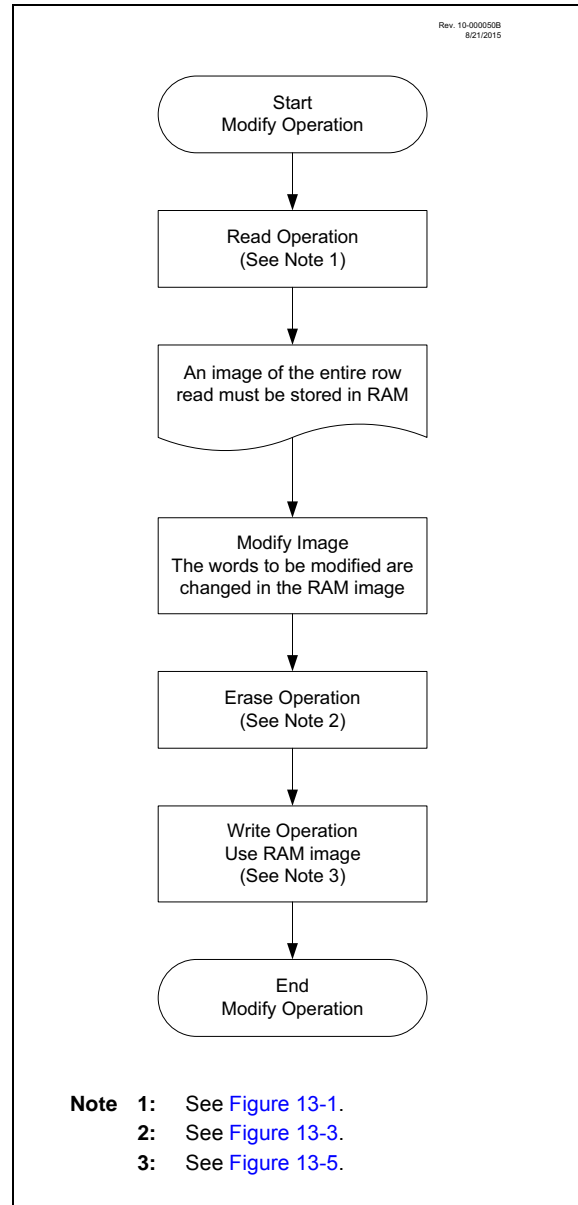 Rev. 10-000050B
8/21/2015
Start
Modify Operation
Read Operation
(See Note 1)
An image of the entire row
read must be stored in RAM
Modify Image
The words to be modified are
changed in the RAM image
Erase Operation
(See Note 2)
Write Operation
Use RAM image
(See Note 3)
End
Modify Operation
Note 1: See Figure 13-1.
2: See Figure 13-3.
3: See Figure 13-5.